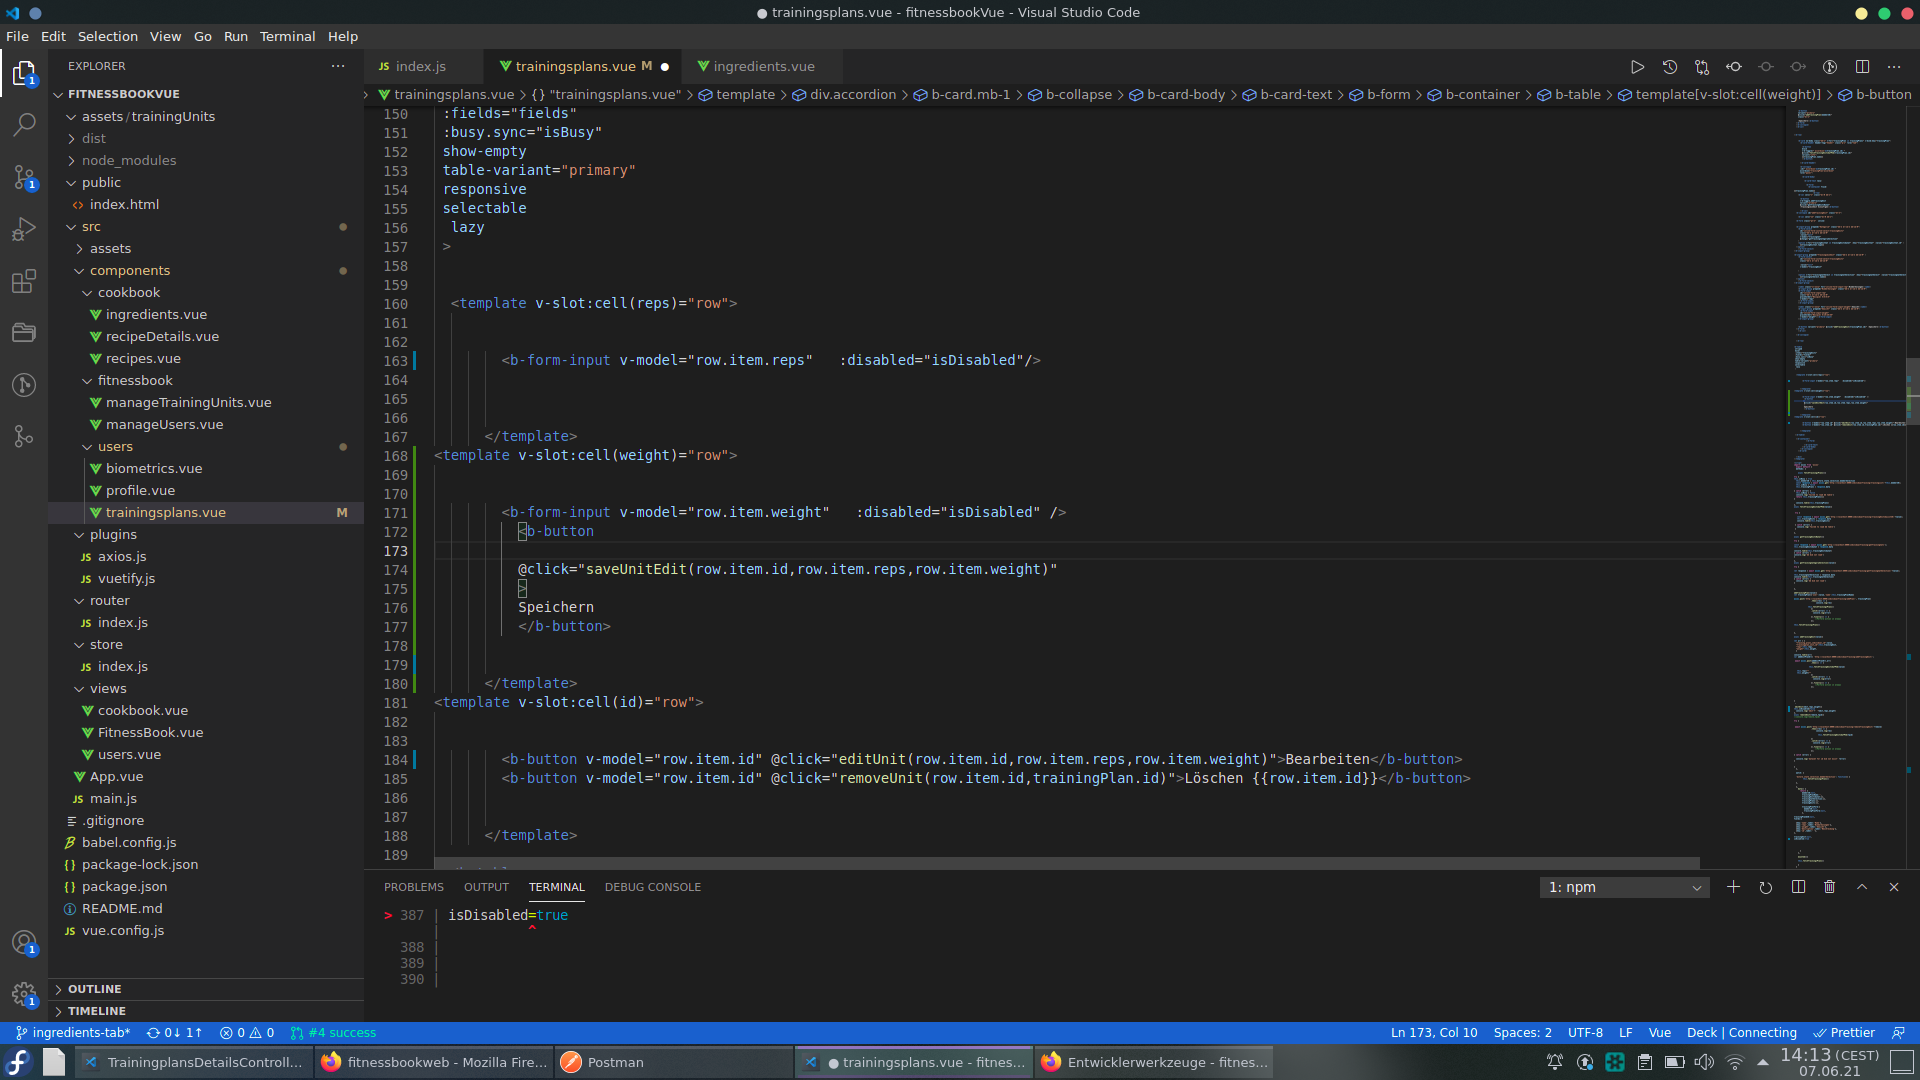 trainingsplans.vue - fitnessbookVue - Visual Studio Code
File Edit Selection View Go Run Terminal Help
EXPLORER
index.js
trainingsplans.vue M
ingredients.vue
FITNESSBOOKVUE
trainingsplans.vue > {} "trainingsplans.vue" > template > div.accordion > b-card.mb-1 > b-collapse > b-card-body > b-card-text > b-form > b-container > b-table > template[v-slot:cell(weight)] > b-button
assets / trainingUnits
dist
node_modules
public
index.html
src
assets
components
cookbook
ingredients.vue
recipeDetails.vue
recipes.vue
fitnessbook
manageTrainingUnits.vue
manageUsers.vue
users
biometrics.vue
profile.vue
trainingsplans.vue M
plugins
axios.js
vuetify.js
router
index.js
store
index.js
views
cookbook.vue
FitnessBook.vue
users.vue
App.vue
main.js
.gitignore
babel.config.js
package-lock.json
package.json
README.md
vue.config.js
OUTLINE
TIMELINE
150 :fields="fields"
151 :busy.sync="isBusy"
152 show-empty
153 table-variant="primary"
154 responsive
155 selectable
156 lazy
157 >
158
159
160 <template v-slot:cell(reps)="row">
161
162
163 <b-form-input v-model="row.item.reps" :disabled="isDisabled"/>
164
165
166
167 </template>
168 <template v-slot:cell(weight)="row">
169
170
171 <b-form-input v-model="row.item.weight" :disabled="isDisabled" />
172 <b-button
173
174 @click="saveUnitEdit(row.item.id,row.item.reps,row.item.weight)"
175 >
176 Speichern
177 </b-button>
178
179
180 </template>
181 <template v-slot:cell(id)="row">
182
183
184 <b-button v-model="row.item.id" @click="editUnit(row.item.id,row.item.reps,row.item.weight)">Bearbeiten</b-button>
185 <b-button v-model="row.item.id" @click="removeUnit(row.item.id,trainingPlan.id)">Löschen {{row.item.id}}</b-button>
186
187
188 </template>
189
PROBLEMS OUTPUT TERMINAL DEBUG CONSOLE
1: npm
> 387 | isDisabled=true
| ^
388 |
389 |
390 |
ingredients-tab* 0↓ 1↑ 0 0 #4 success
Ln 173, Col 10 Spaces: 2 UTF-8 LF Vue Deck | Connecting Prettier
TrainingplansDetailsControll...
fitnessbookweb - Mozilla Fire...
Postman
trainingsplans.vue - fitnes...
Entwicklerwerkzeuge - fitnes...
14:13 (CEST)
07.06.21